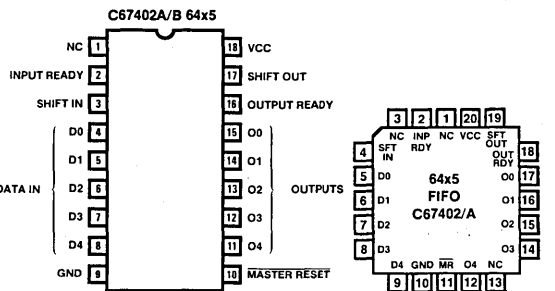 C67402A/B 64x5
NC 1 18 VCC
INPUT READY 2 17 SHIFT OUT
SHIFT IN 3 16 OUTPUT READY
D0 4 15 O0
D1 5 14 O1
DATA IN D2 6 13 O2 OUTPUTS
D3 7 12 O3
D4 8 11 O4
GND 9 10 MASTER RESET
3 2 1 20 19
NC INP RDY NC VCC SFT OUT
4 SFT IN OUT RDY 18
5 D0 O0 17
6 D1 O1 16
7 D2 O2 15
8 D3 O3 14
64x5
FIFO
C67402/A
D4 GND MR O4 NC
9 10 11 12 13